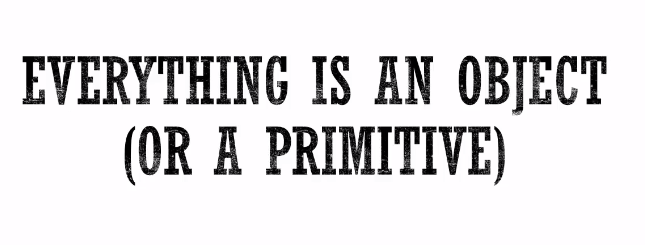 EVERYTHING IS AN OBJECT
(OR A PRIMITIVE)